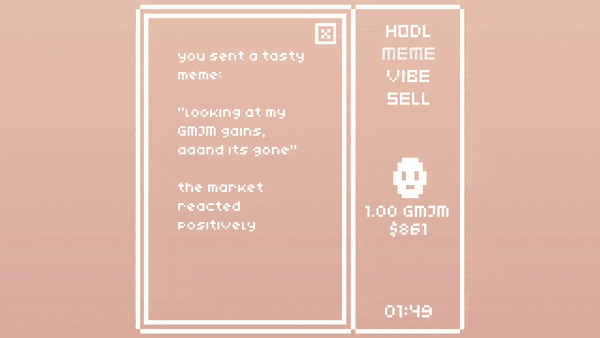 you sent a tasty
meme:
"looking at my
GMJM gains,
aaand its gone"
the market
reacted
positively
HODL
MEME
VIBE
SELL
1.00 GMJM
$861
01:49